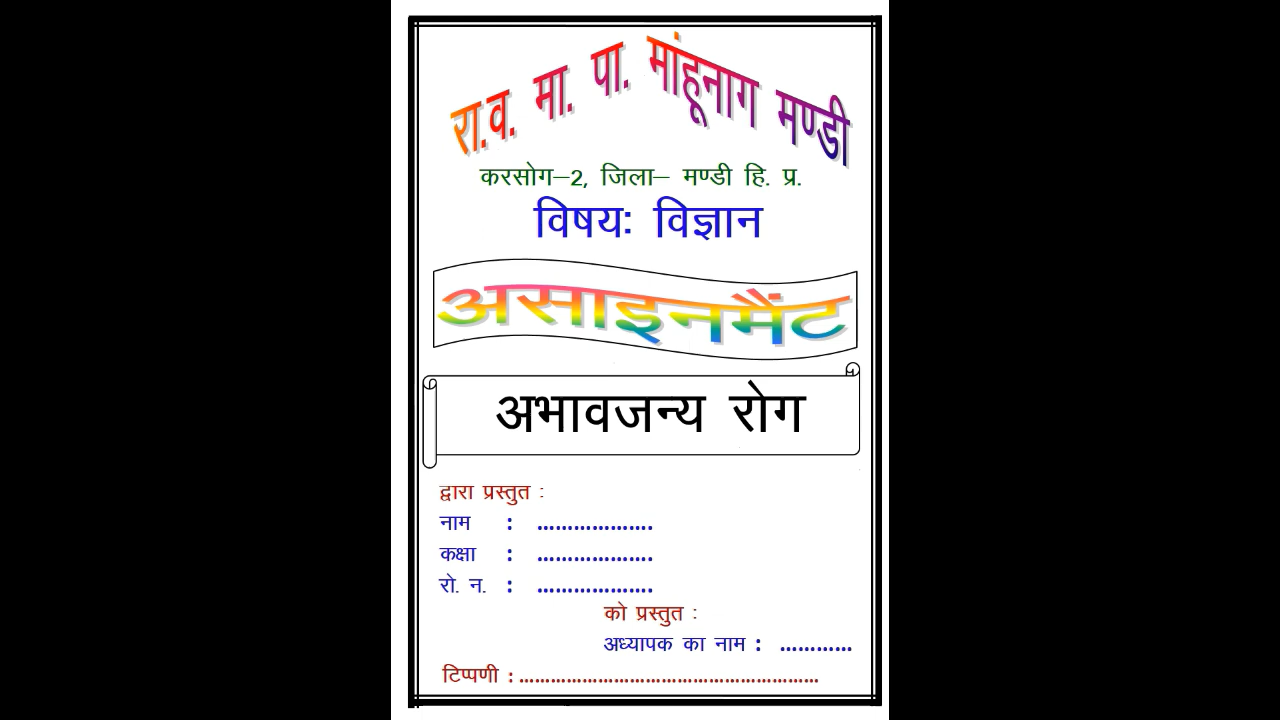 रा.व. मा. पा. मांहूनाग मण्डी
करसोग–2, जिला– मण्डी हि. प्र.
विषयः विज्ञान
असाइनमैंट
अभावजन्य रोग
द्वारा प्रस्तुत :
नाम : ...................
कक्षा : ...................
रो. न. : ...................
को प्रस्तुत :
अध्यापक का नाम : ............
टिप्पणी : .........................................................